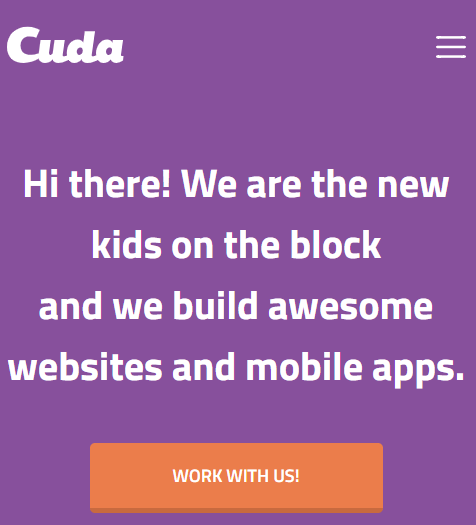 Cuda
Hi there! We are the new
kids on the block
and we build awesome
websites and mobile apps.
WORK WITH US!